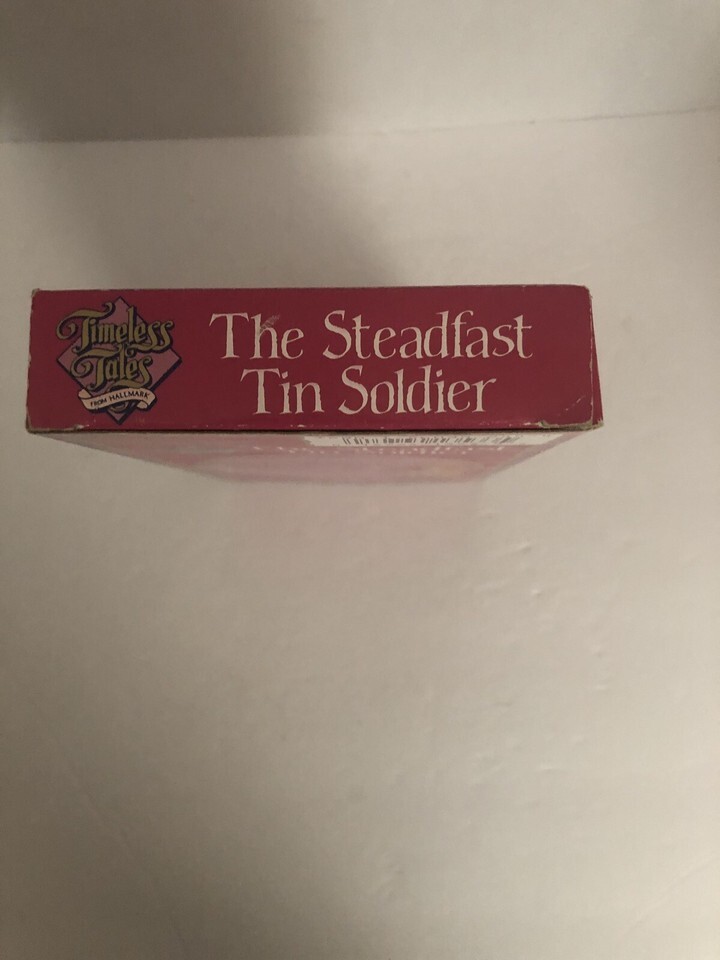 Timeless
Tales
FROM HALLMARK
The Steadfast
Tin Soldier